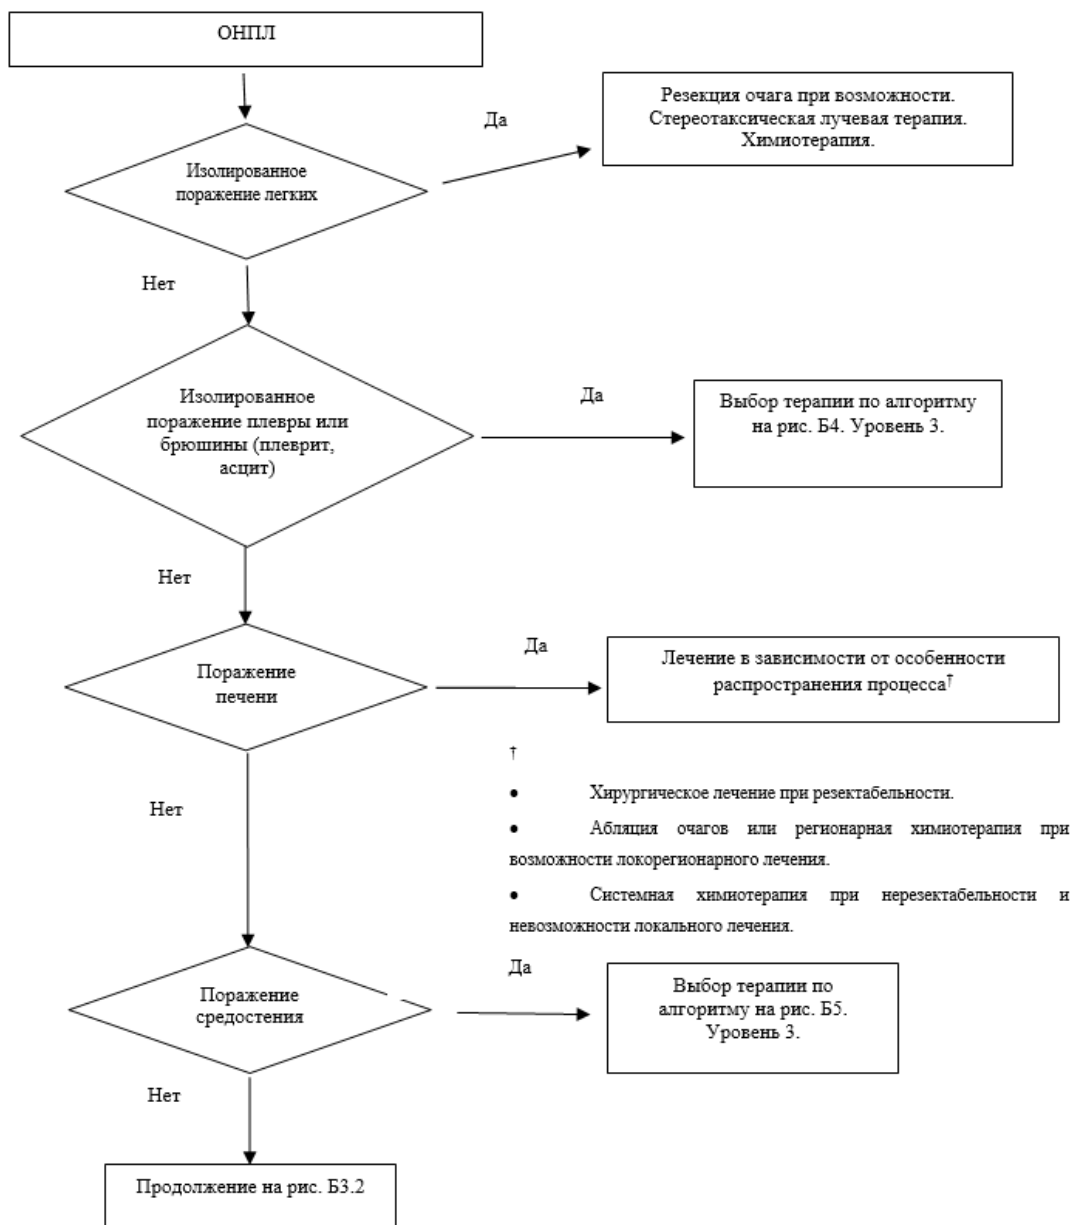 ОНПЛ
Да
Резекция очага при возможности.
Стереотаксическая лучевая терапия.
Химиотерапия.
Изолированное
поражение легких
Нет
Изолированное
поражение плевры или
брюшины (плеврит,
асцит)
Да
Выбор терапии по алгоритму
на рис. Б4. Уровень 3.
Нет
Поражение
печени
Да
Лечение в зависимости от особенности
распространения процесса†
†
● Хирургическое лечение при резектабельности.
● Абляция очагов или регионарная химиотерапия при
возможности локорегионарного лечения.
● Системная химиотерапия при нерезектабельности и
невозможности локального лечения.
Нет
Поражение
средостения
Да
Выбор терапии по
алгоритму на рис. Б5.
Уровень 3.
Нет
Продолжение на рис. Б3.2